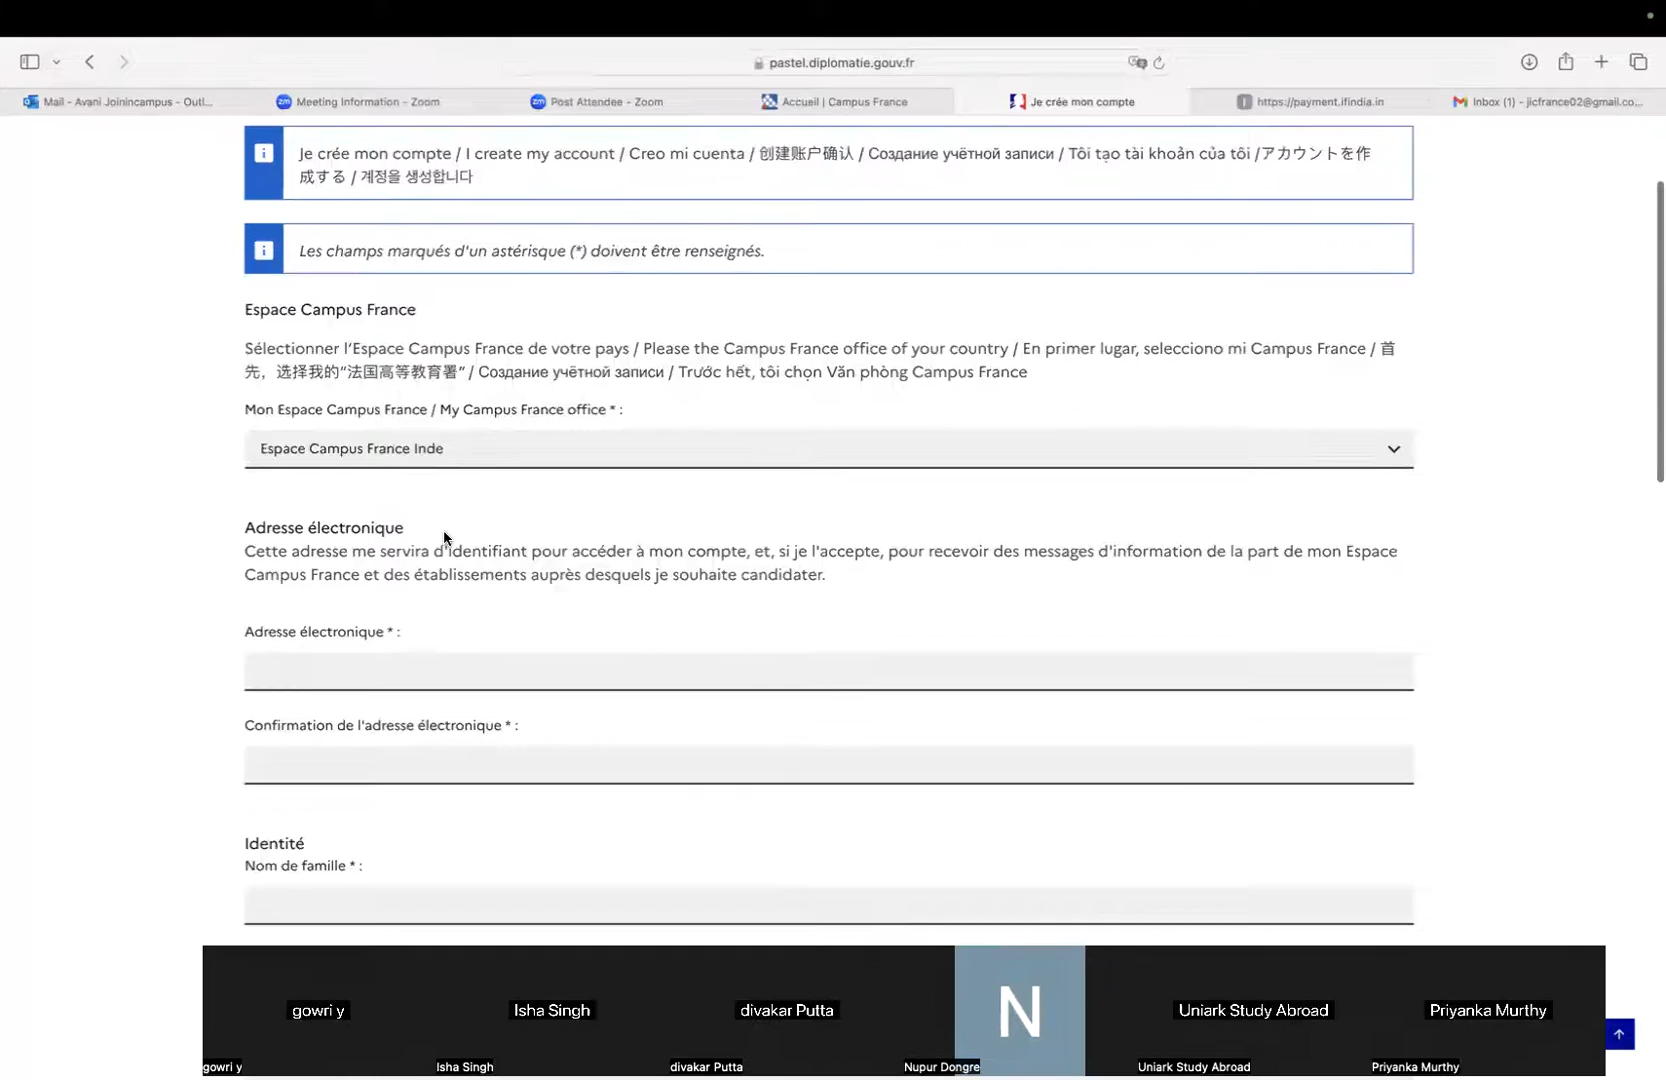 pastel.diplomatie.gouv.fr
Mail - Avani Joinincampus - Outl...
zm Meeting Information - Zoom
zm Post Attendee - Zoom
Accueil | Campus France
Je crée mon compte
I https://payment.ifindia.in
Inbox (1) - jicfrance02@gmail.co...
Je crée mon compte / I create my account / Creo mi cuenta / 创建账户确认 / Создание учётной записи / Tôi tạo tài khoản của tôi /アカウントを作
成する / 계정을 생성합니다
Les champs marqués d'un astérisque (*) doivent être renseignés.
Espace Campus France
Sélectionner l'Espace Campus France de votre pays / Please the Campus France office of your country / En primer lugar, selecciono mi Campus France / 首
先，选择我的“法国高等教育署” / Создание учётной записи / Trước hết, tôi chọn Văn phòng Campus France
Mon Espace Campus France / My Campus France office * :
Espace Campus France Inde
Adresse électronique
Cette adresse me servira d'identifiant pour accéder à mon compte, et, si je l'accepte, pour recevoir des messages d'information de la part de mon Espace
Campus France et des établissements auprès desquels je souhaite candidater.
Adresse électronique * :
Confirmation de l'adresse électronique * :
Identité
Nom de famille * :
gowri y
Isha Singh
divakar Putta
N
Uniark Study Abroad
Priyanka Murthy
gowri y
Isha Singh
divakar Putta
Nupur Dongre
Uniark Study Abroad
Priyanka Murthy